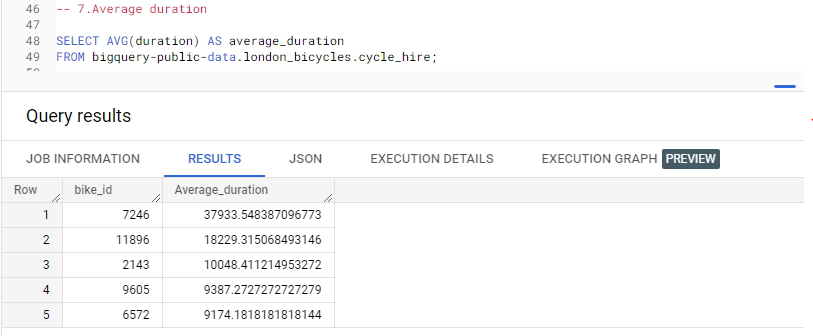 46 -- 7.Average duration
47
48 SELECT AVG(duration) AS average_duration
49 FROM bigquery-public-data.london_bicycles.cycle_hire;
Query results
JOB INFORMATION RESULTS JSON EXECUTION DETAILS EXECUTION GRAPH PREVIEW
Row bike_id Average_duration
1 7246 37933.548387096773
2 11896 18229.315068493146
3 2143 10048.411214953272
4 9605 9387.2727272727279
5 6572 9174.1818181818144